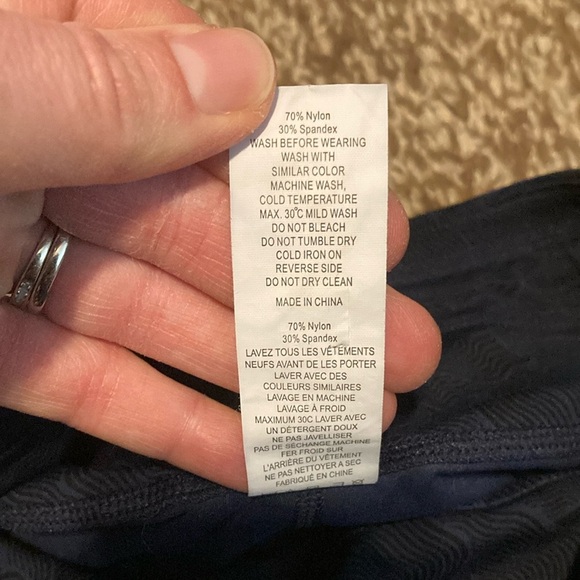 70% Nylon
30% Spandex
WASH BEFORE WEARING
WASH WITH
SIMILAR COLOR
MACHINE WASH,
COLD TEMPERATURE
MAX. 30°C MILD WASH
DO NOT BLEACH
DO NOT TUMBLE DRY
COLD IRON ON
REVERSE SIDE
DO NOT DRY CLEAN
MADE IN CHINA
70% Nylon
30% Spandex
LAVEZ TOUS LES VÊTEMENTS
NEUFS AVANT DE LES PORTER
LAVER AVEC DES
COULEURS SIMILAIRES
LAVAGE EN MACHINE
LAVAGE À FROID
MAXIMUM 30C LAVER AVEC
UN DÉTERGENT DOUX
NE PAS JAVELLISER
PAS DE SÉCHAGE MACHINE
FER FROID SUR
L'ARRIÈRE DU VÊTEMENT
NE PAS NETTOYER A SEC
FABRIQUÉ EN CHINE